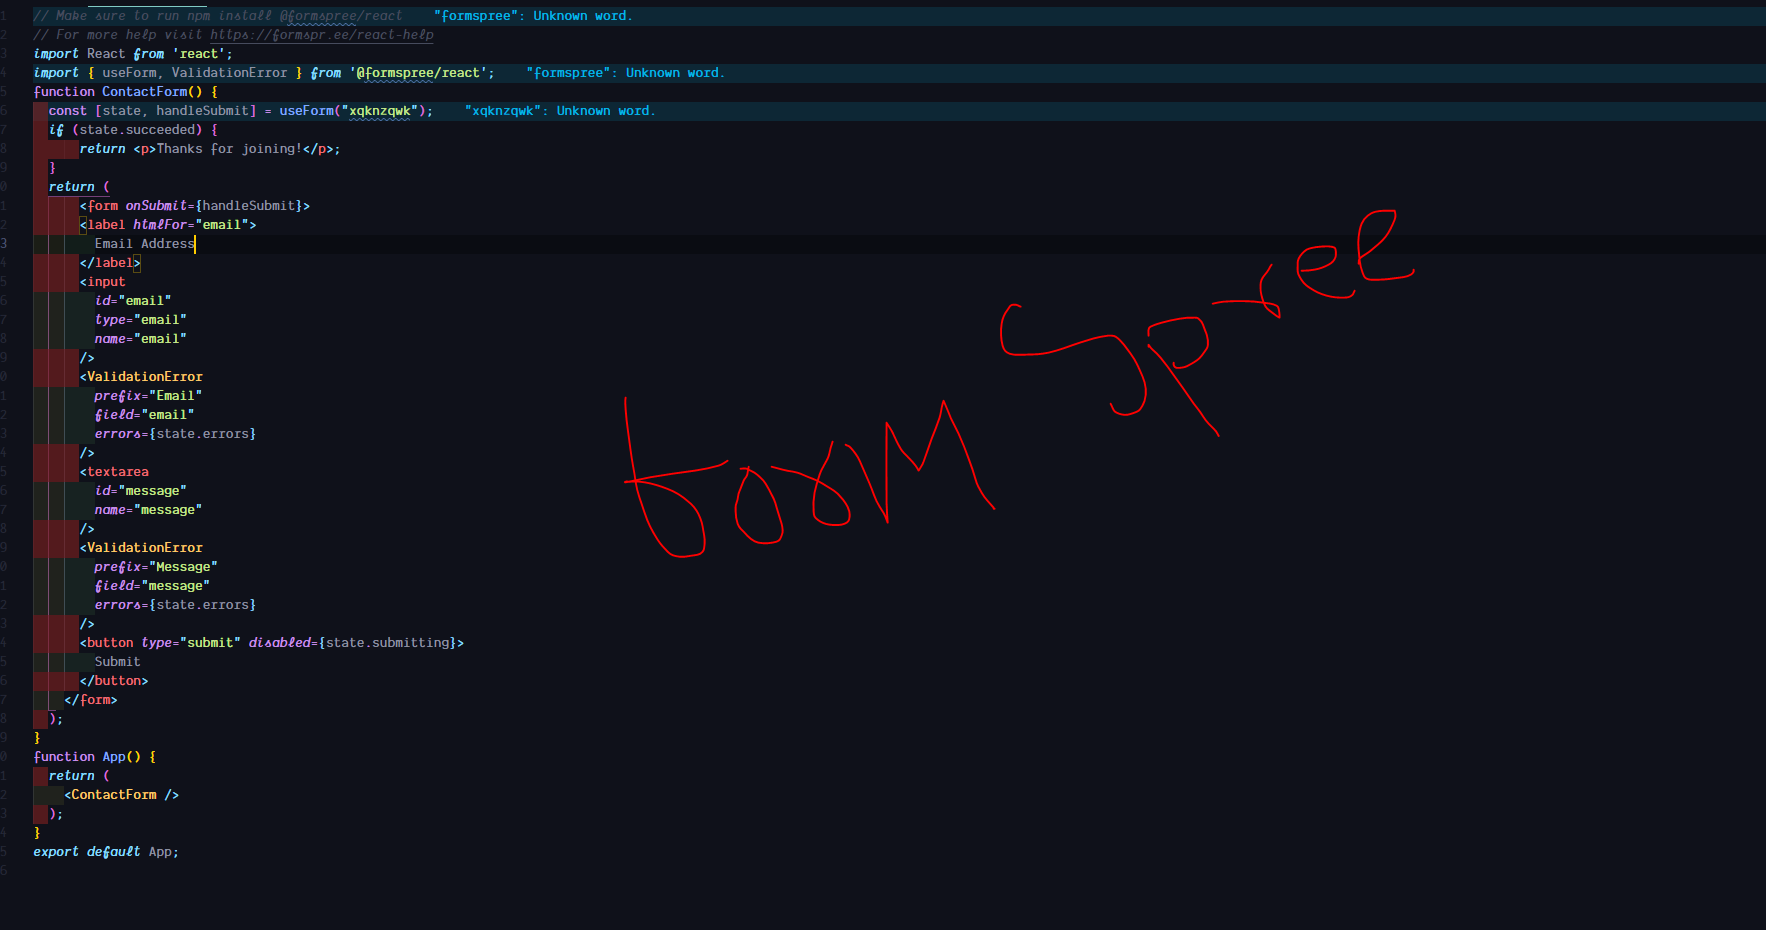 // Make sure to run npm install @formspree/react "formspree": Unknown word.
// For more help visit https://formspr.ee/react-help
import React from 'react';
import { useForm, ValidationError } from '@formspree/react'; "formspree": Unknown word.
function ContactForm() {
const [state, handleSubmit] = useForm("xqknzqwk"); "xqknzqwk": Unknown word.
if (state.succeeded) {
return <p>Thanks for joining!</p>;
}
return (
<form onSubmit={handleSubmit}>
<label htmlFor="email">
Email Address
</label>
<input
id="email"
type="email"
name="email"
/>
<ValidationError
prefix="Email"
field="email"
errors={state.errors}
/>
<textarea
id="message"
name="message"
/>
<ValidationError
prefix="Message"
field="message"
errors={state.errors}
/>
<button type="submit" disabled={state.submitting}>
Submit
</button>
</form>
);
}
function App() {
return (
<ContactForm />
);
}
export default App;